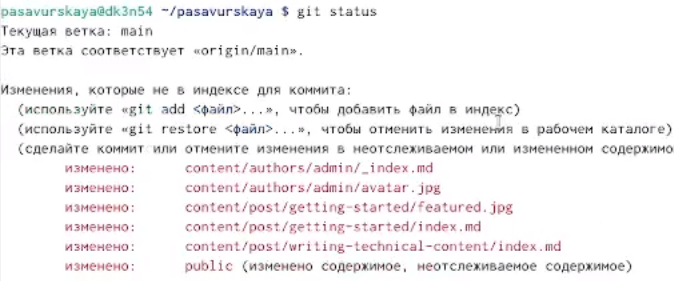 pasavurskaya@dk3n54 ~/pasavurskaya $ git status
Текущая ветка: main
Эта ветка соответствует «origin/main».
Изменения, которые не в индексе для коммита:
(используйте «git add <файл>...», чтобы добавить файл в индекс)
(используйте «git restore <файл>...», чтобы отменить изменения в рабочем каталоге)
(сделайте коммит или отмените изменения в неотслеживаемом или измененном содержимо
изменено: content/authors/admin/_index.md
изменено: content/authors/admin/avatar.jpg
изменено: content/post/getting-started/featured.jpg
изменено: content/post/getting-started/index.md
изменено: content/post/writing-technical-content/index.md
изменено: public (изменено содержимое, неотслеживаемое содержимое)